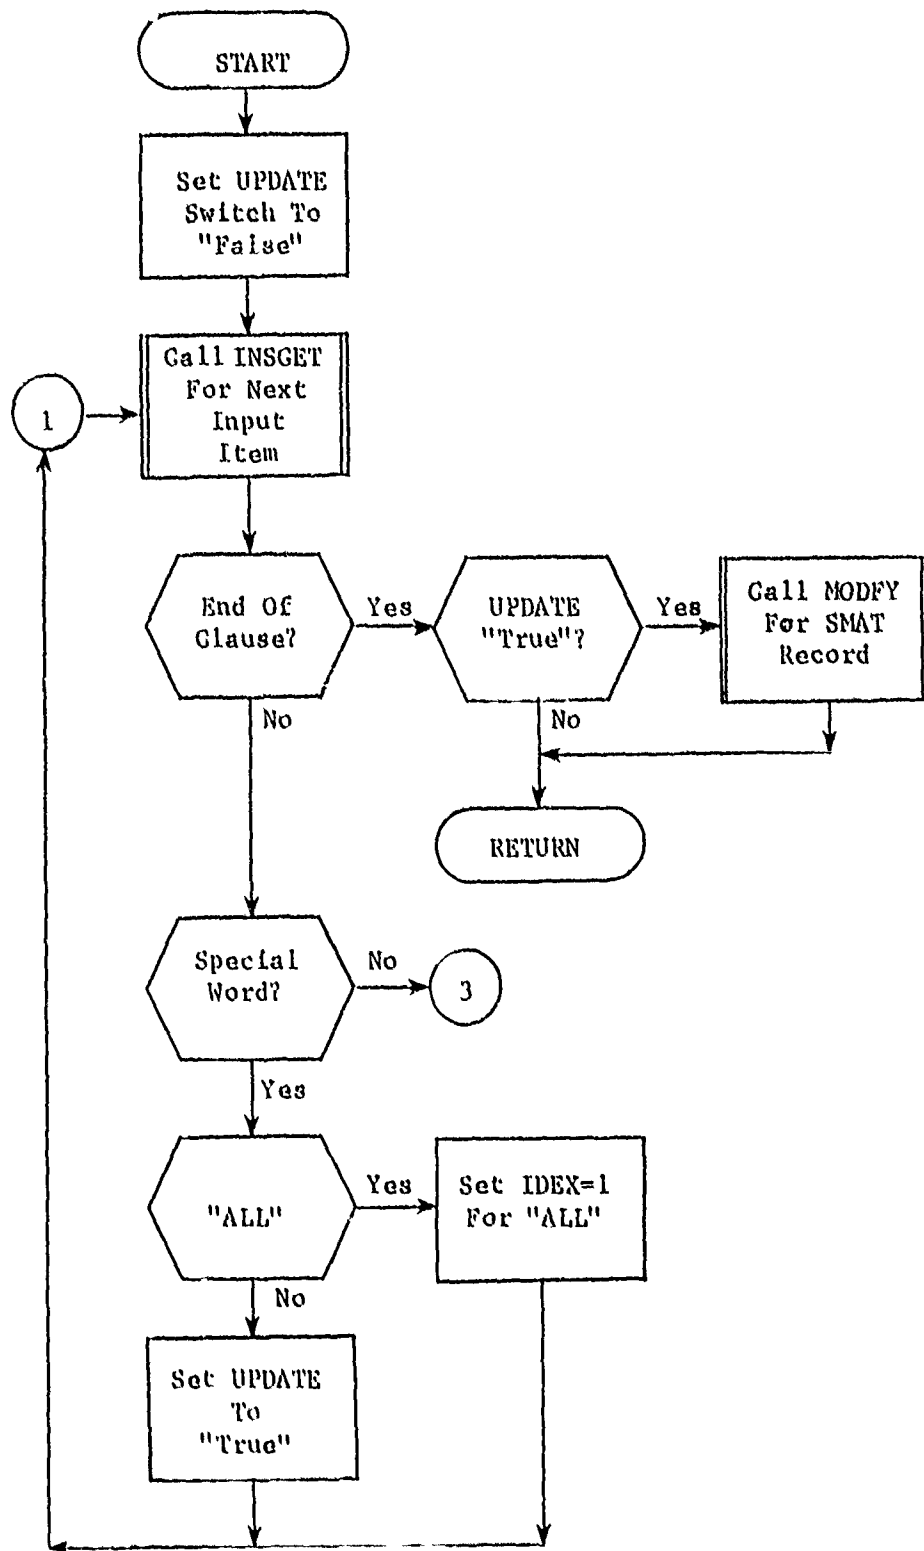 START
Set UPDATE
Switch To
"False"
Call INSGET
For Next
Input
Item
1
End Of
Clause?
Yes
UPDATE
"True"?
Yes
Call MODFY
For SMAT
Record
No
No
RETURN
Special
Word?
No
3
Yes
"ALL"
Yes
Set IDEX=1
For "ALL"
No
Set UPDATE
To
"True"